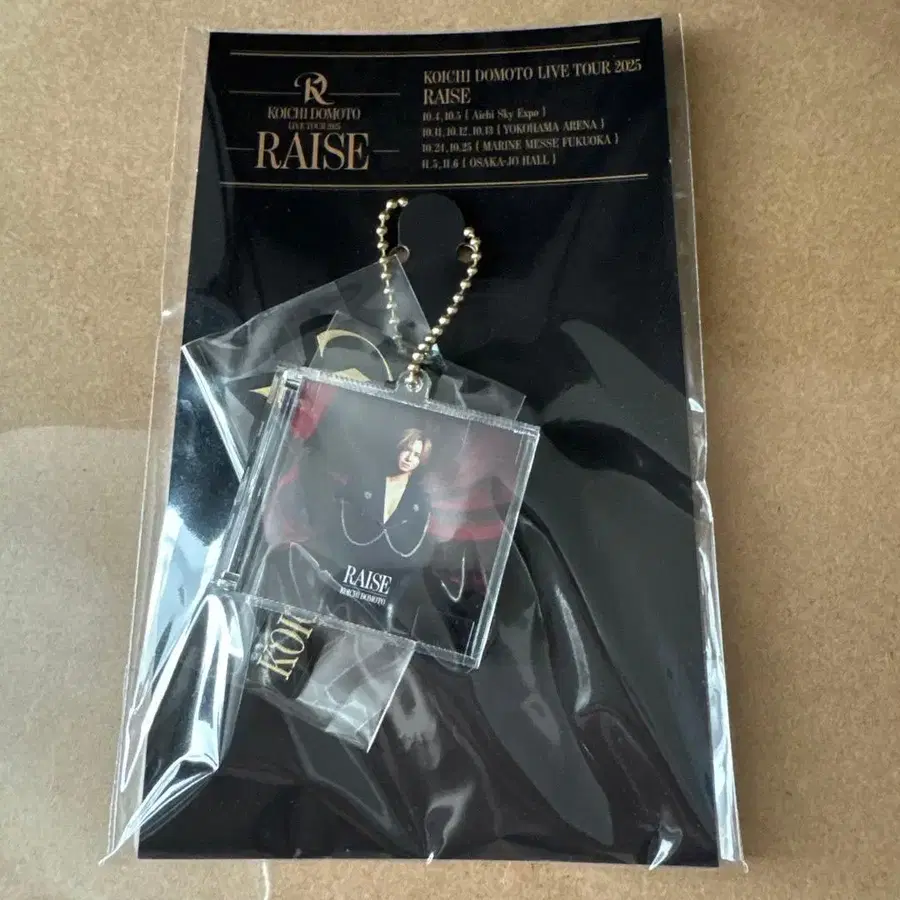 R
KOICHI DOMOTO
LIVE TOUR 2025
RAISE
KOICHI DOMOTO LIVE TOUR 2025
RAISE
10.4, 10.5 [ Aichi Sky Expo ]
10.11, 10.12, 10.13 [ YOKOHAMA ARENA ]
10.24, 10.25 [ MARINE MESSE FUKUOKA ]
11.5, 11.6 [ OSAKA-JO HALL ]
RAISE
KOICHI DOMOTO
KOI